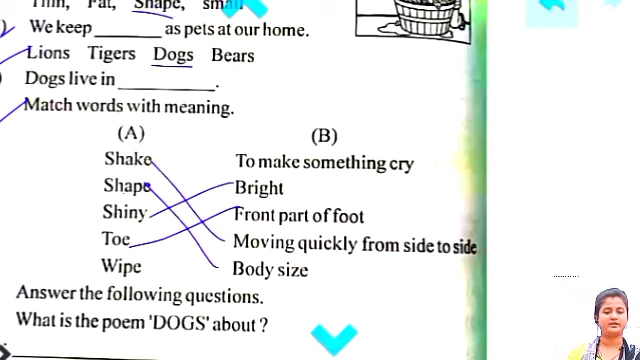 Thin, Fat, Shape, small
We keep ________ as pets at our home.
Lions Tigers Dogs Bears
Dogs live in ____________.
Match words with meaning.
(A) (B)
Shake To make something cry
Shape Bright
Shiny Front part of foot
Toe Moving quickly from side to side
Wipe Body size
Answer the following questions.
What is the poem 'DOGS' about ?